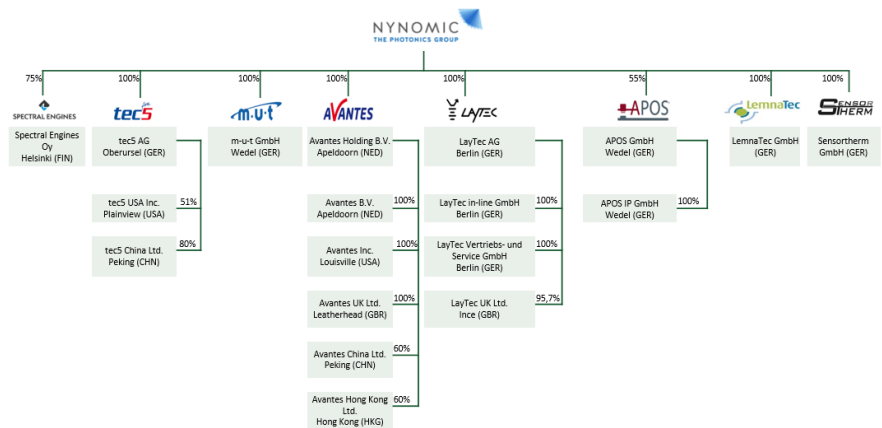 NYNOMIC
THE PHOTONICS GROUP
75%
100%
100%
100%
100%
55%
100%
100%
SPECTRAL ENGINES
tec5
m·u·t
AVANTES
LAYTEC
APOS
LemnaTec
SENSOR
THERM
Spectral Engines
Oy
Helsinki (FIN)
tec5 AG
Oberursel (GER)
m-u-t GmbH
Wedel (GER)
Avantes Holding B.V.
Apeldoorn (NED)
LayTec AG
Berlin (GER)
APOS GmbH
Wedel (GER)
LemnaTec GmbH
(GER)
Sensortherm
GmbH (GER)
tec5 USA Inc.
Plainview (USA)
51%
Avantes B.V.
Apeldoorn (NED)
100%
LayTec in-line GmbH
Berlin (GER)
100%
APOS IP GmbH
Wedel (GER)
100%
tec5 China Ltd.
Peking (CHN)
80%
Avantes Inc.
Louisville (USA)
100%
LayTec Vertriebs- und
Service GmbH
Berlin (GER)
100%
Avantes UK Ltd.
Leatherhead (GBR)
100%
LayTec UK Ltd.
Ince (GBR)
95,7%
Avantes China Ltd.
Peking (CHN)
60%
Avantes Hong Kong
Ltd.
Hong Kong (HKG)
60%